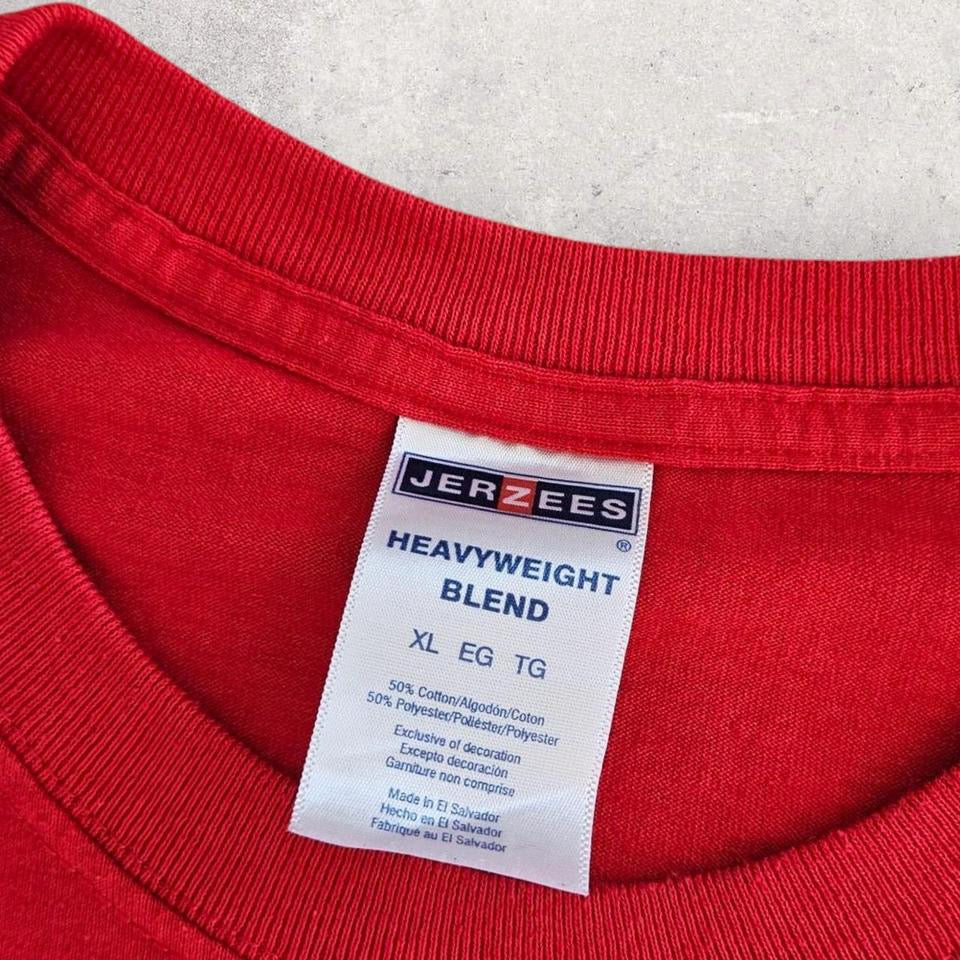 JERZEES
®
HEAVYWEIGHT
BLEND
XL EG TG
50% Cotton/Algodón/Coton
50% Polyester/Poliéster/Polyester
Exclusive of decoration
Excepto decoración
Garniture non comprise
Made in El Salvador
Hecho en El Salvador
Fabriqué au El Salvador